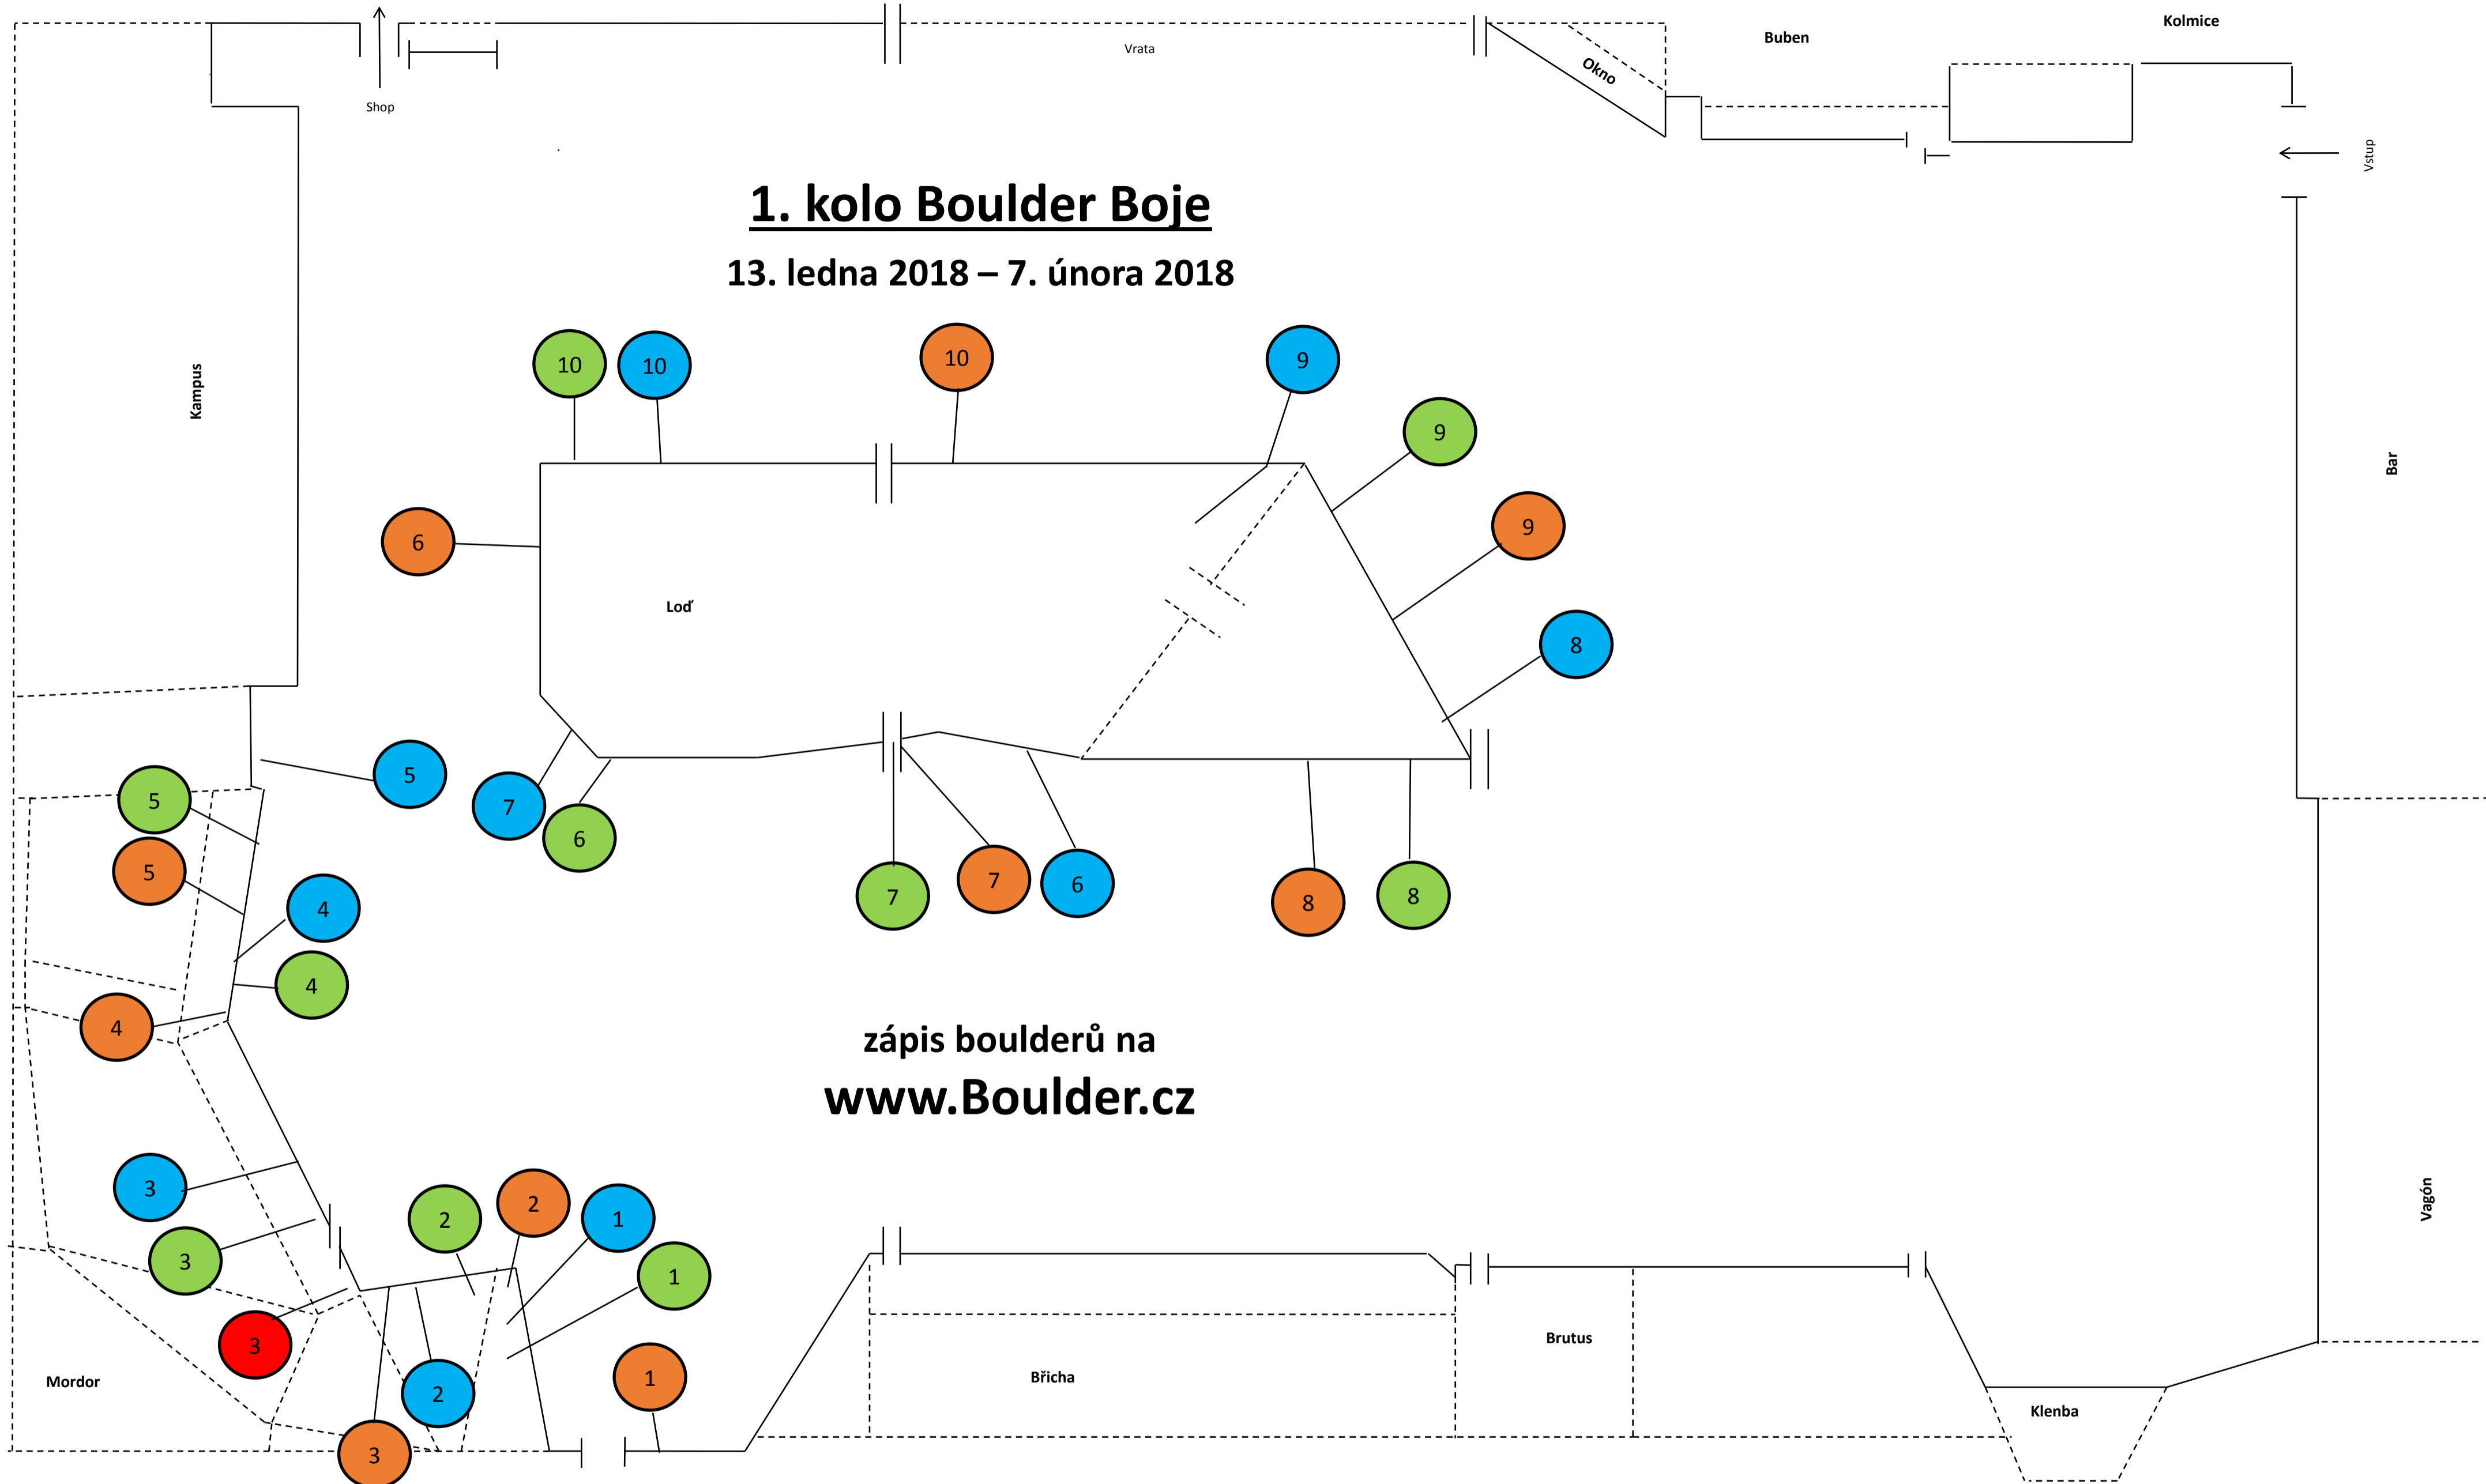 Kolmice
Buben
Vrata
Okno
Shop
Vstup
1. kolo Boulder Boje
13. ledna 2018 – 7. února 2018
10
10
10
9
9
Kampus
Bar
6
9
Loď
8
5
5
7
6
5
7
7
6
8
8
4
4
4
zápis boulderů na
www.Boulder.cz
3
2
2
1
Vagón
3
1
3
Brutus
Mordor
2
1
Břicha
Klenba
3